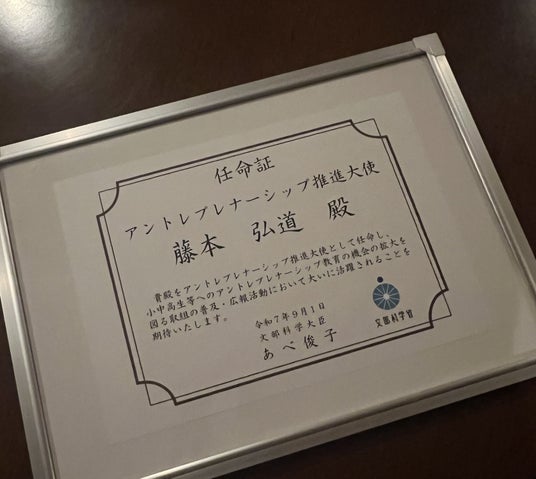 任命証
アントレプレナーシップ推進大使
藤本 弘道 殿
貴殿をアントレプレナーシップ推進大使として任命し、
小中高生等へのアントレプレナーシップ教育の機会の拡大を
図る取組の普及・広報活動において大いに活躍されることを
期待いたします。
令和7年9月1日
文部科学大臣
あべ俊子
文部科学省